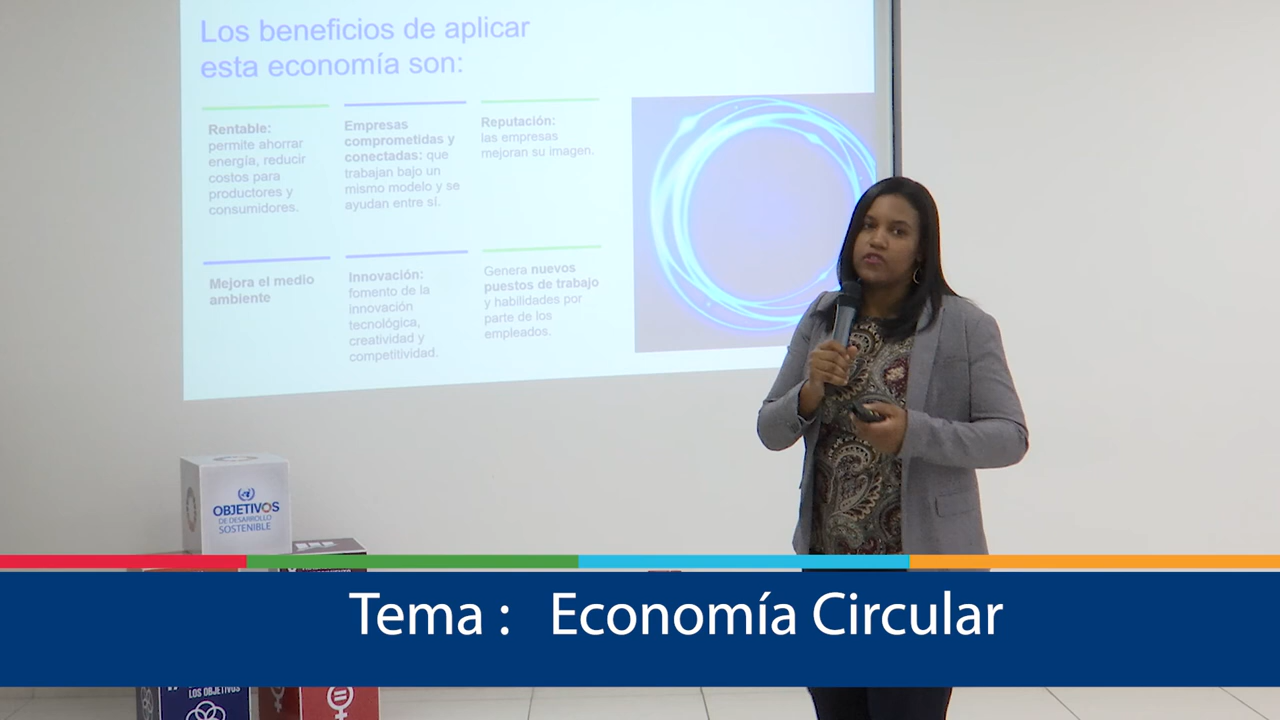 Los beneficios de aplicar
esta economía son:
Rentable:
permite ahorrar
energía, reducir
costos para
productores y
consumidores.
Empresas
comprometidas y
conectadas: que
trabajan bajo un
mismo modelo y se
ayudan entre sí.
Reputación:
las empresas
mejoran su imagen.
Mejora el medio
ambiente
Innovación:
fomento de la
innovación
tecnológica,
creatividad y
competitividad.
Genera nuevos
puestos de trabajo
y habilidades por
parte de los
empleados.
OBJETIVOS
DE DESARROLLO
SOSTENIBLE
Tema : Economía Circular
LOS OBJETIVOS